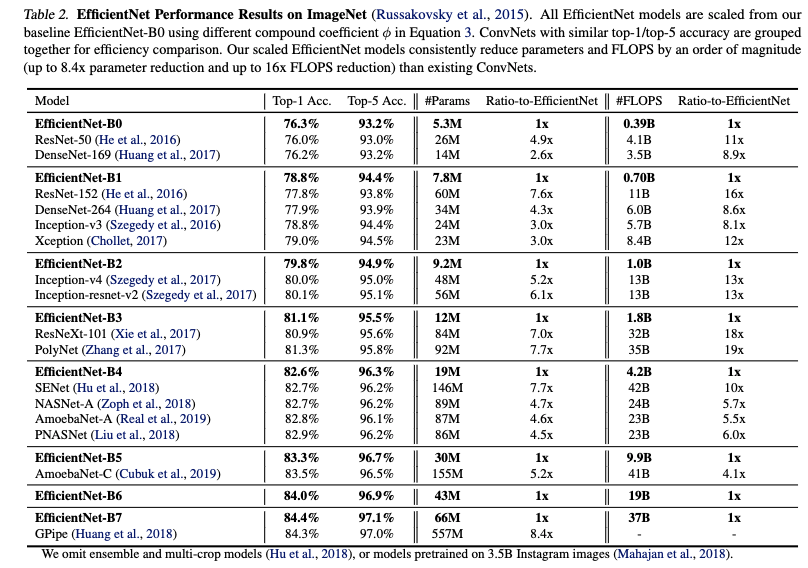 Table 2. EfficientNet Performance Results on ImageNet (Russakovsky et al., 2015). All EfficientNet models are scaled from our
baseline EfficientNet-B0 using different compound coefficient ϕ in Equation 3. ConvNets with similar top-1/top-5 accuracy are grouped
together for efficiency comparison. Our scaled EfficientNet models consistently reduce parameters and FLOPS by an order of magnitude
(up to 8.4x parameter reduction and up to 16x FLOPS reduction) than existing ConvNets.
Model Top-1 Acc. Top-5 Acc. #Params Ratio-to-EfficientNet #FLOPS Ratio-to-EfficientNet
EfficientNet-B0 76.3% 93.2% 5.3M 1x 0.39B 1x
ResNet-50 (He et al., 2016) 76.0% 93.0% 26M 4.9x 4.1B 11x
DenseNet-169 (Huang et al., 2017) 76.2% 93.2% 14M 2.6x 3.5B 8.9x
EfficientNet-B1 78.8% 94.4% 7.8M 1x 0.70B 1x
ResNet-152 (He et al., 2016) 77.8% 93.8% 60M 7.6x 11B 16x
DenseNet-264 (Huang et al., 2017) 77.9% 93.9% 34M 4.3x 6.0B 8.6x
Inception-v3 (Szegedy et al., 2016) 78.8% 94.4% 24M 3.0x 5.7B 8.1x
Xception (Chollet, 2017) 79.0% 94.5% 23M 3.0x 8.4B 12x
EfficientNet-B2 79.8% 94.9% 9.2M 1x 1.0B 1x
Inception-v4 (Szegedy et al., 2017) 80.0% 95.0% 48M 5.2x 13B 13x
Inception-resnet-v2 (Szegedy et al., 2017) 80.1% 95.1% 56M 6.1x 13B 13x
EfficientNet-B3 81.1% 95.5% 12M 1x 1.8B 1x
ResNeXt-101 (Xie et al., 2017) 80.9% 95.6% 84M 7.0x 32B 18x
PolyNet (Zhang et al., 2017) 81.3% 95.8% 92M 7.7x 35B 19x
EfficientNet-B4 82.6% 96.3% 19M 1x 4.2B 1x
SENet (Hu et al., 2018) 82.7% 96.2% 146M 7.7x 42B 10x
NASNet-A (Zoph et al., 2018) 82.7% 96.2% 89M 4.7x 24B 5.7x
AmoebaNet-A (Real et al., 2019) 82.8% 96.1% 87M 4.6x 23B 5.5x
PNASNet (Liu et al., 2018) 82.9% 96.2% 86M 4.5x 23B 6.0x
EfficientNet-B5 83.3% 96.7% 30M 1x 9.9B 1x
AmoebaNet-C (Cubuk et al., 2019) 83.5% 96.5% 155M 5.2x 41B 4.1x
EfficientNet-B6 84.0% 96.9% 43M 1x 19B 1x
EfficientNet-B7 84.4% 97.1% 66M 1x 37B 1x
GPipe (Huang et al., 2018) 84.3% 97.0% 557M 8.4x - -
We omit ensemble and multi-crop models (Hu et al., 2018), or models pretrained on 3.5B Instagram images (Mahajan et al., 2018).